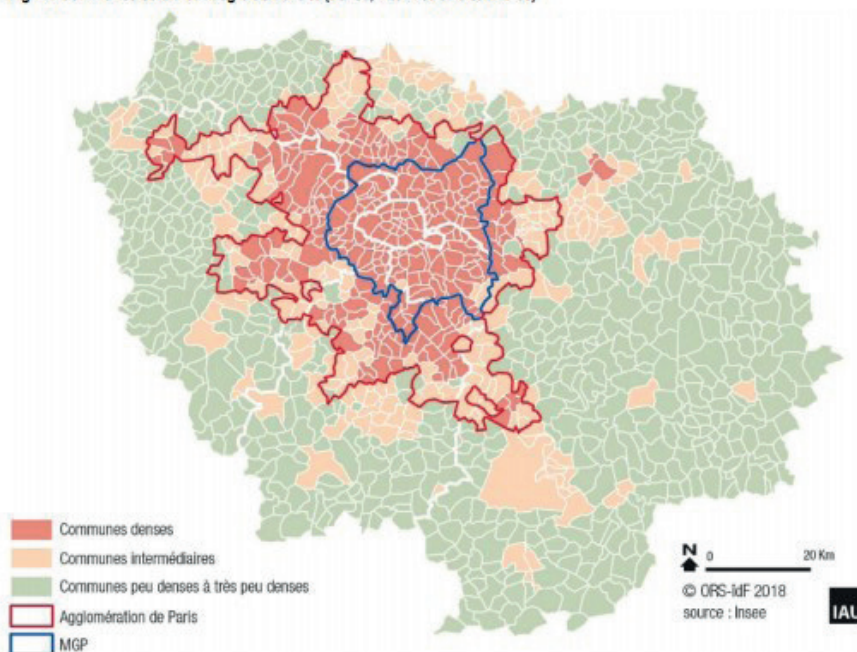 Communes denses
Communes intermédiaires
Communes peu denses à très peu denses
Agglomération de Paris
MGP
N 0 20 Km
© ORS-îdF 2018
source : Insee
IAU